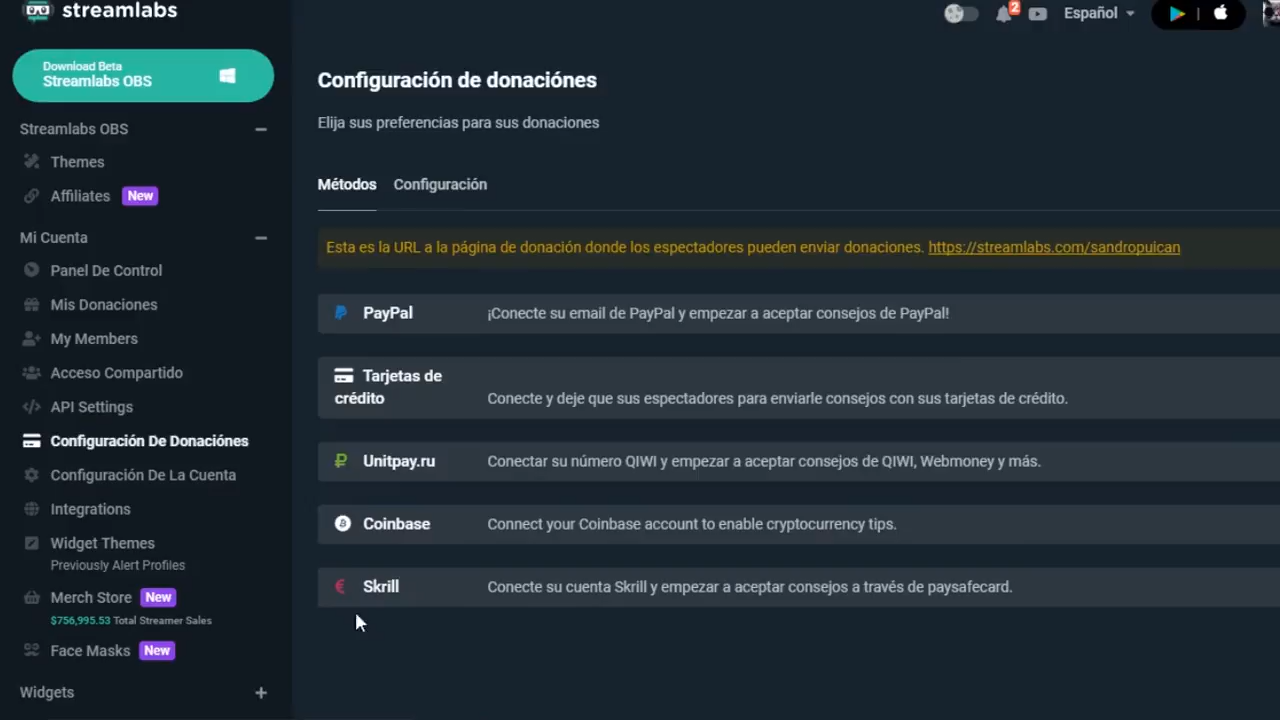 streamlabs
2
Español
Download Beta
Streamlabs OBS
Streamlabs OBS
Themes
Affiliates New
Mi Cuenta
Panel De Control
Mis Donaciones
My Members
Acceso Compartido
API Settings
Configuración De Donaciónes
Configuración De La Cuenta
Integrations
Widget Themes
Previously Alert Profiles
Merch Store New
$756,995.53 Total Streamer Sales
Face Masks New
Widgets
Configuración de donaciónes
Elija sus preferencias para sus donaciones
Métodos Configuración
Esta es la URL a la página de donación donde los espectadores pueden enviar donaciones. https://streamlabs.com/sandropuican
PayPal ¡Conecte su email de PayPal y empezar a aceptar consejos de PayPal!
Tarjetas de
crédito Conecte y deje que sus espectadores para enviarle consejos con sus tarjetas de crédito.
Unitpay.ru Conectar su número QIWI y empezar a aceptar consejos de QIWI, Webmoney y más.
Coinbase Connect your Coinbase account to enable cryptocurrency tips.
Skrill Conecte su cuenta Skrill y empezar a aceptar consejos a través de paysafecard.